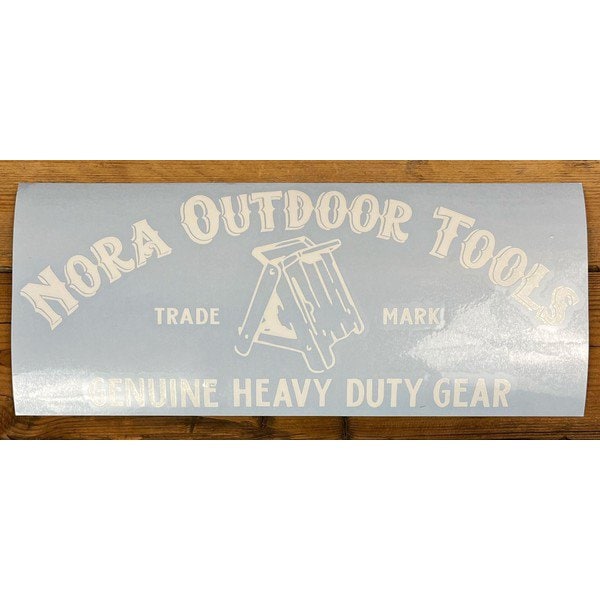 NORA OUTDOOR TOOLS
TRADE MARK
GENUINE HEAVY DUTY GEAR